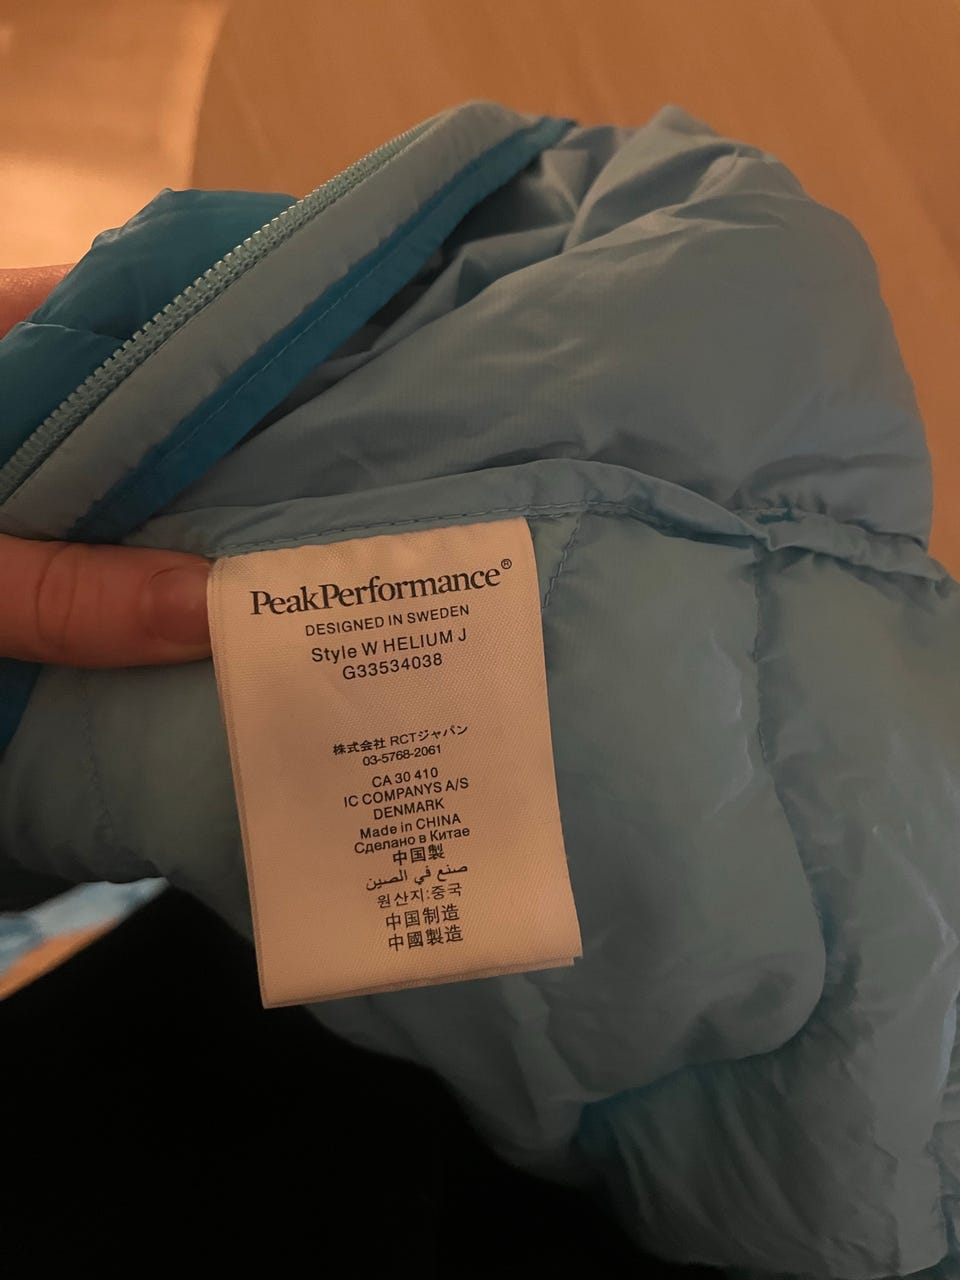 PeakPerformance®
DESIGNED IN SWEDEN
Style W HELIUM J
G33534038
株式会社 RCTジャパン
03-5768-2061
CA 30 410
IC COMPANYS A/S
DENMARK
Made in CHINA
Сделано в Китае
中国製
صنع في الصين
원산지:중국
中国制造
中國製造